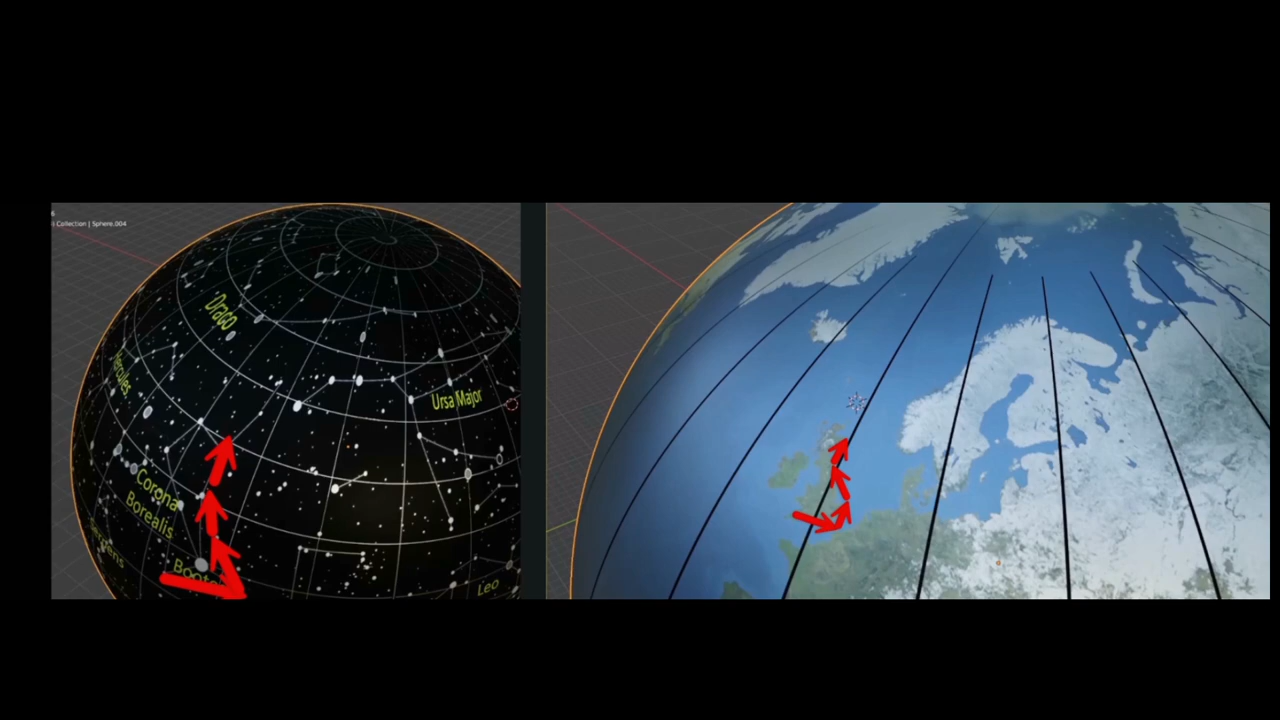 Collection | Sphere.004
Draco
Hercules
Ursa Major
Corona
Borealis
Leo